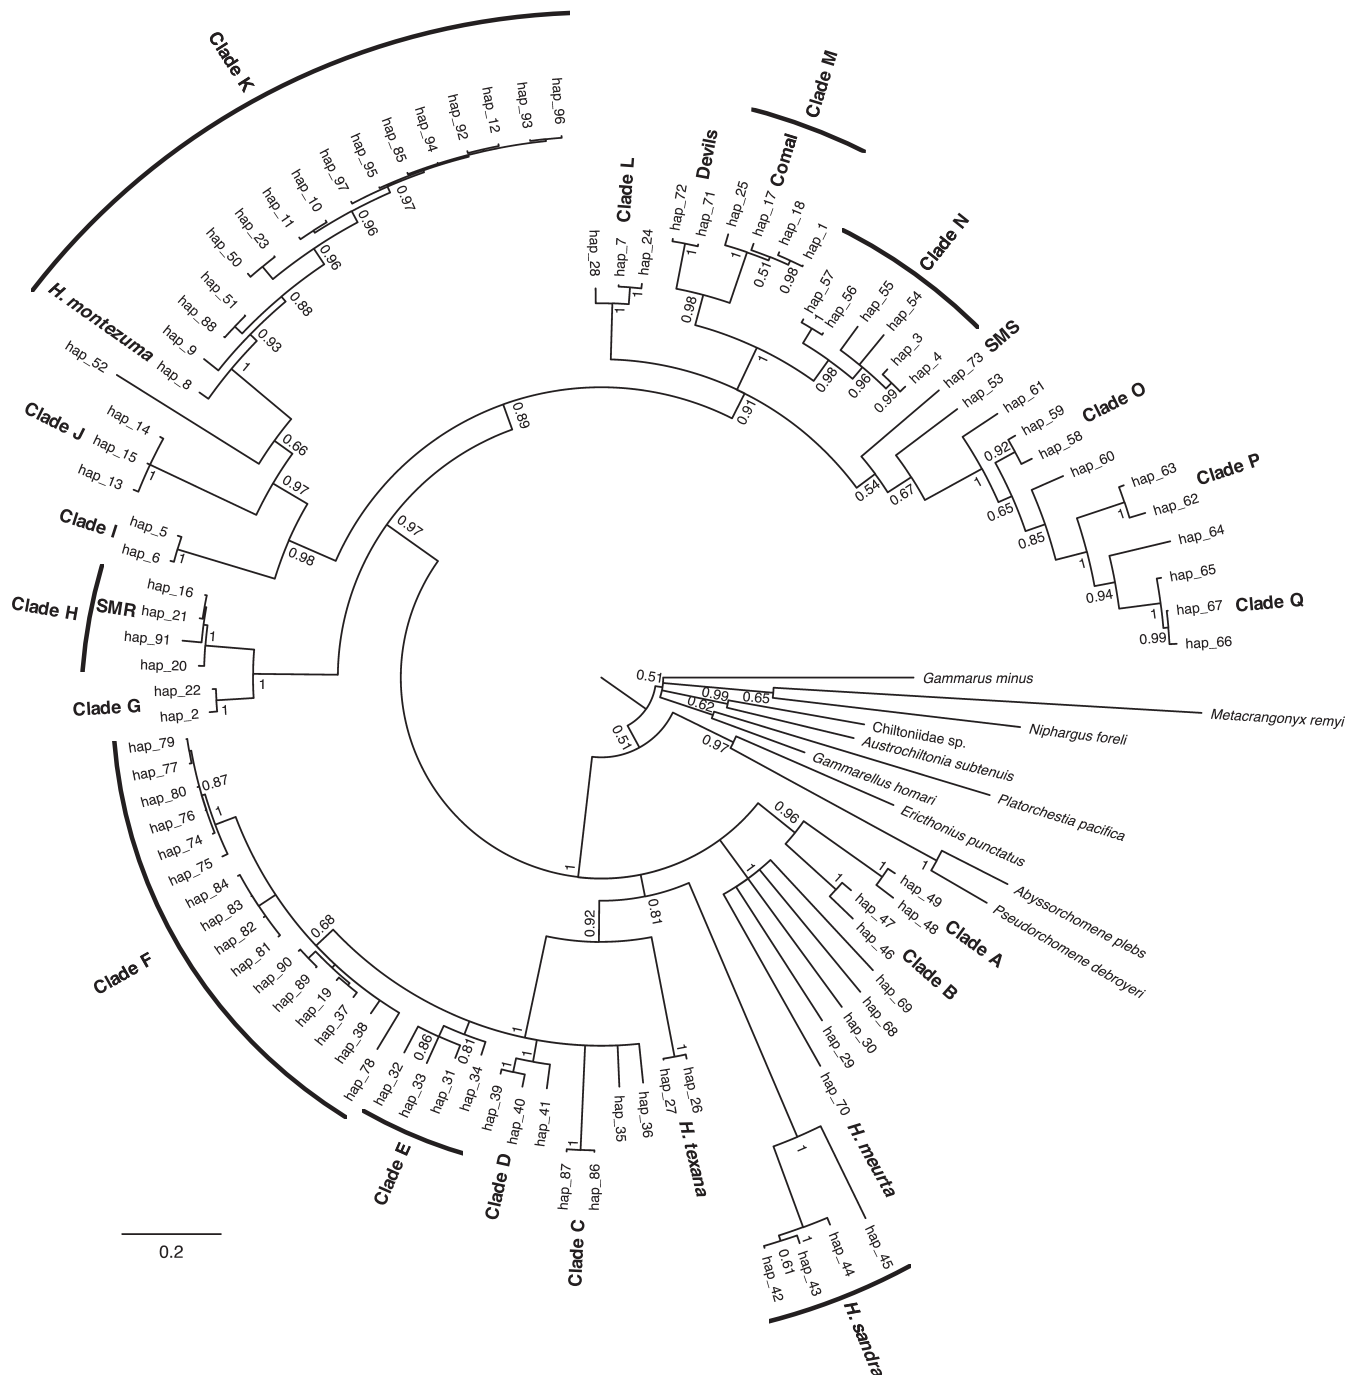 Clade K
hap_96
hap_93
hap_12
hap_92
hap_94
hap_85
hap_95
hap_97
hap_10
hap_11
hap_23
hap_50
hap_51
hap_88
hap_9
hap_8
0.97
0.96
0.96
0.88
0.93
1
H. montezuma
hap_52
0.66
Clade J
hap_14
hap_15
hap_13
1
0.97
Clade I
hap_5
hap_6
1
0.98
Clade H
SMR
hap_16
hap_21
hap_91
hap_20
1
1
Clade G
hap_22
hap_2
1
0.89
0.97
Clade L
hap_28
hap_7
hap_24
1
1
Devils
hap_72
hap_71
1
0.98
Clade M
Comal
hap_25
hap_17
hap_18
hap_1
1
0.51
0.98
1
0.91
Clade N
hap_57
hap_56
hap_55
hap_54
hap_3
hap_4
1
0.98
0.96
0.99
SMS
hap_73
hap_53
0.54
0.67
Clade O
hap_61
hap_59
hap_58
hap_60
0.92
1
0.65
0.85
Clade P
hap_63
hap_62
1
1
hap_64
0.94
Clade Q
hap_65
hap_67
hap_66
1
0.99
Gammarus minus
Metacrangonyx remyi
Niphargus foreli
Chiltoniidae sp.
Austrochiltonia subtenuis
Platorchestia pacifica
Gammarellus homari
Ericthonius punctatus
Abyssorchomene plebs
Pseudorchomene debroyeri
0.51
0.99
0.65
0.62
0.97
1
0.51
1
0.96
1
hap_49
hap_48
Clade A
1
hap_47
hap_46
Clade B
1
hap_69
hap_68
hap_30
hap_29
hap_70
H. meurta
1
hap_45
hap_44
hap_43
hap_42
1
0.61
H. sandra
0.81
0.92
1
hap_26
hap_27
H. texana
1
hap_36
hap_35
1
hap_86
hap_87
Clade C
1
1
hap_41
hap_40
hap_39
Clade D
0.81
0.86
hap_34
hap_31
hap_33
hap_32
Clade E
0.68
hap_78
hap_38
hap_37
hap_19
hap_89
hap_90
hap_81
hap_82
hap_83
hap_84
hap_75
hap_74
hap_76
hap_80
hap_77
hap_79
0.87
1
Clade F
0.2